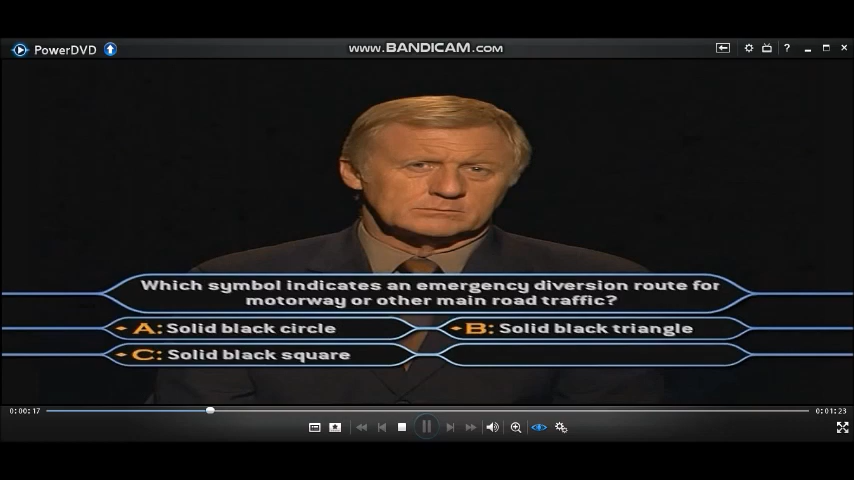 PowerDVD
www.BANDICAM.com
?
Which symbol indicates an emergency diversion route for
motorway or other main road traffic?
A: Solid black circle
B: Solid black triangle
C: Solid black square
0:00:17
0:01:23